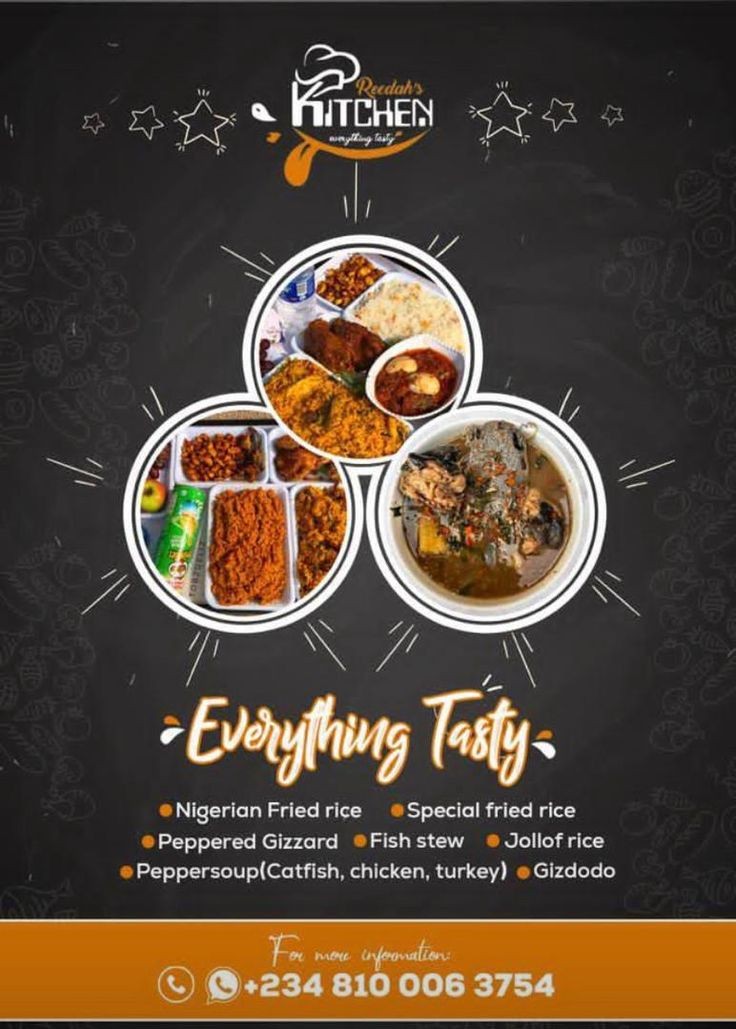 Reedah's
KITCHEN
everything tasty
Everything Tasty
Nigerian Fried rice
Special fried rice
Peppered Gizzard
Fish stew
Jollof rice
Peppersoup(Catfish, chicken, turkey)
Gizdodo
For more information:
+234 810 006 3754